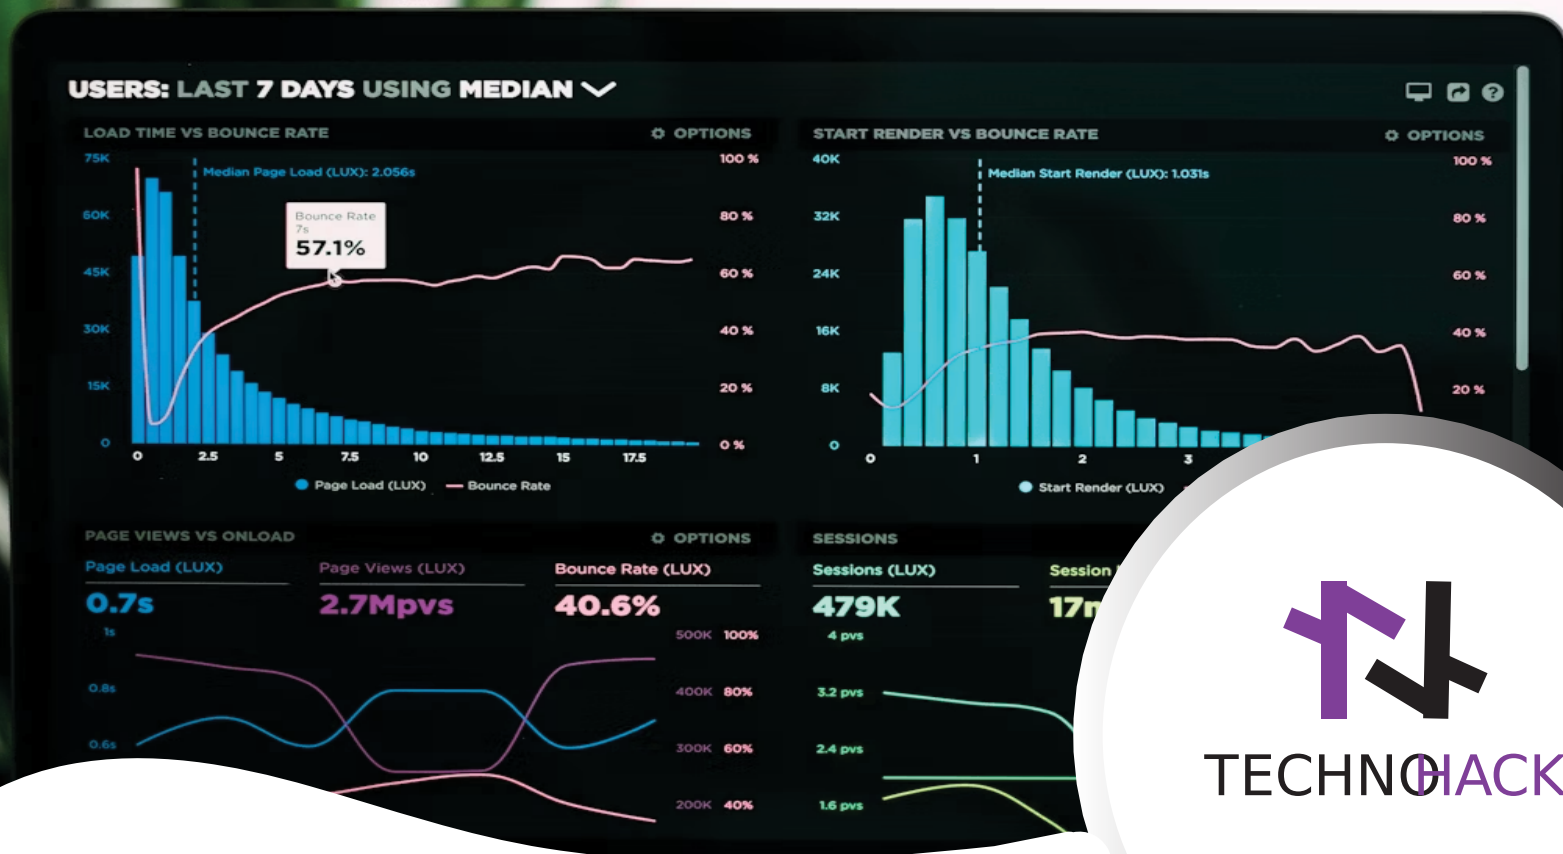 USERS: LAST 7 DAYS USING MEDIAN
LOAD TIME VS BOUNCE RATE
OPTIONS
75K
60K
45K
30K
15K
0
Median Page Load (LUX): 2.056s
Bounce Rate
7s
57.1%
100 %
80 %
60 %
40 %
20 %
0 %
0 2.5 5 7.5 10 12.5 15 17.5
Page Load (LUX) Bounce Rate
START RENDER VS BOUNCE RATE
OPTIONS
40K
32K
24K
16K
8K
0
Median Start Render (LUX): 1.031s
100 %
80 %
60 %
40 %
20 %
0 1 2 3
Start Render (LUX)
PAGE VIEWS VS ONLOAD
OPTIONS
Page Load (LUX) Page Views (LUX) Bounce Rate (LUX)
0.7s 2.7Mpvs 40.6%
1s
0.8s
0.6s
500K 100%
400K 80%
300K 60%
200K 40%
SESSIONS
Sessions (LUX) Session
479K 17
4 pvs
3.2 pvs
2.4 pvs
1.6 pvs
TECHNOHACK